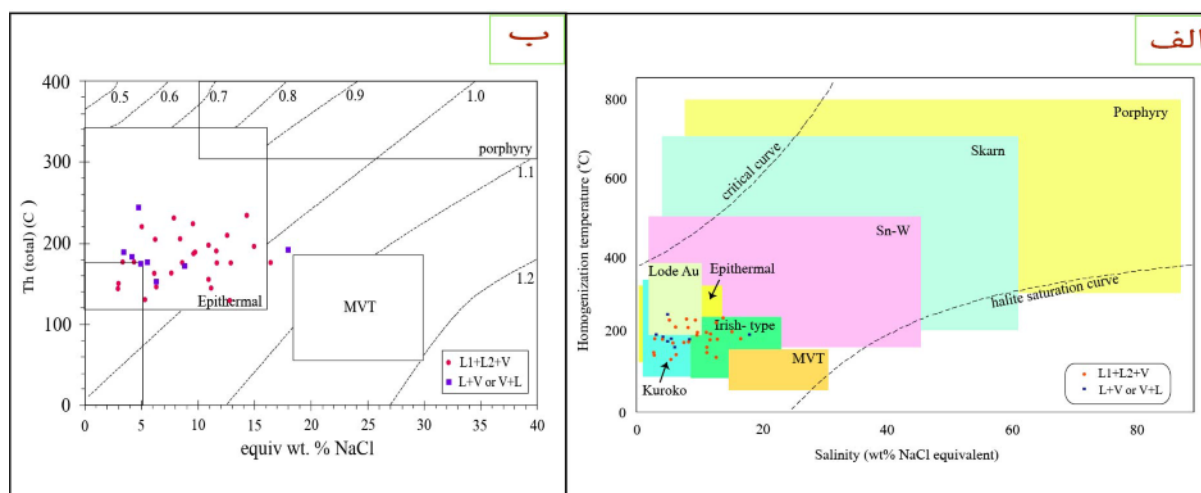 ب
400
300
200
100
0
Th (total) (C )
0.5
0.6
0.7
0.8
0.9
1.0
1.1
1.2
porphyry
Epithermal
MVT
L1+L2+V
L+V or V+L
0 5 10 15 20 25 30 35 40
equiv wt. % NaCl
الف
800
600
400
200
0
Homogenization temperature (˚C)
Porphyry
Skarn
critical curve
Sn-W
Lode Au
Epithermal
halite saturation curve
Irish- type
MVT
Kuroko
L1+L2+V
L+V or V+L
0 20 40 60 80
Salinity (wt% NaCl equivalent)